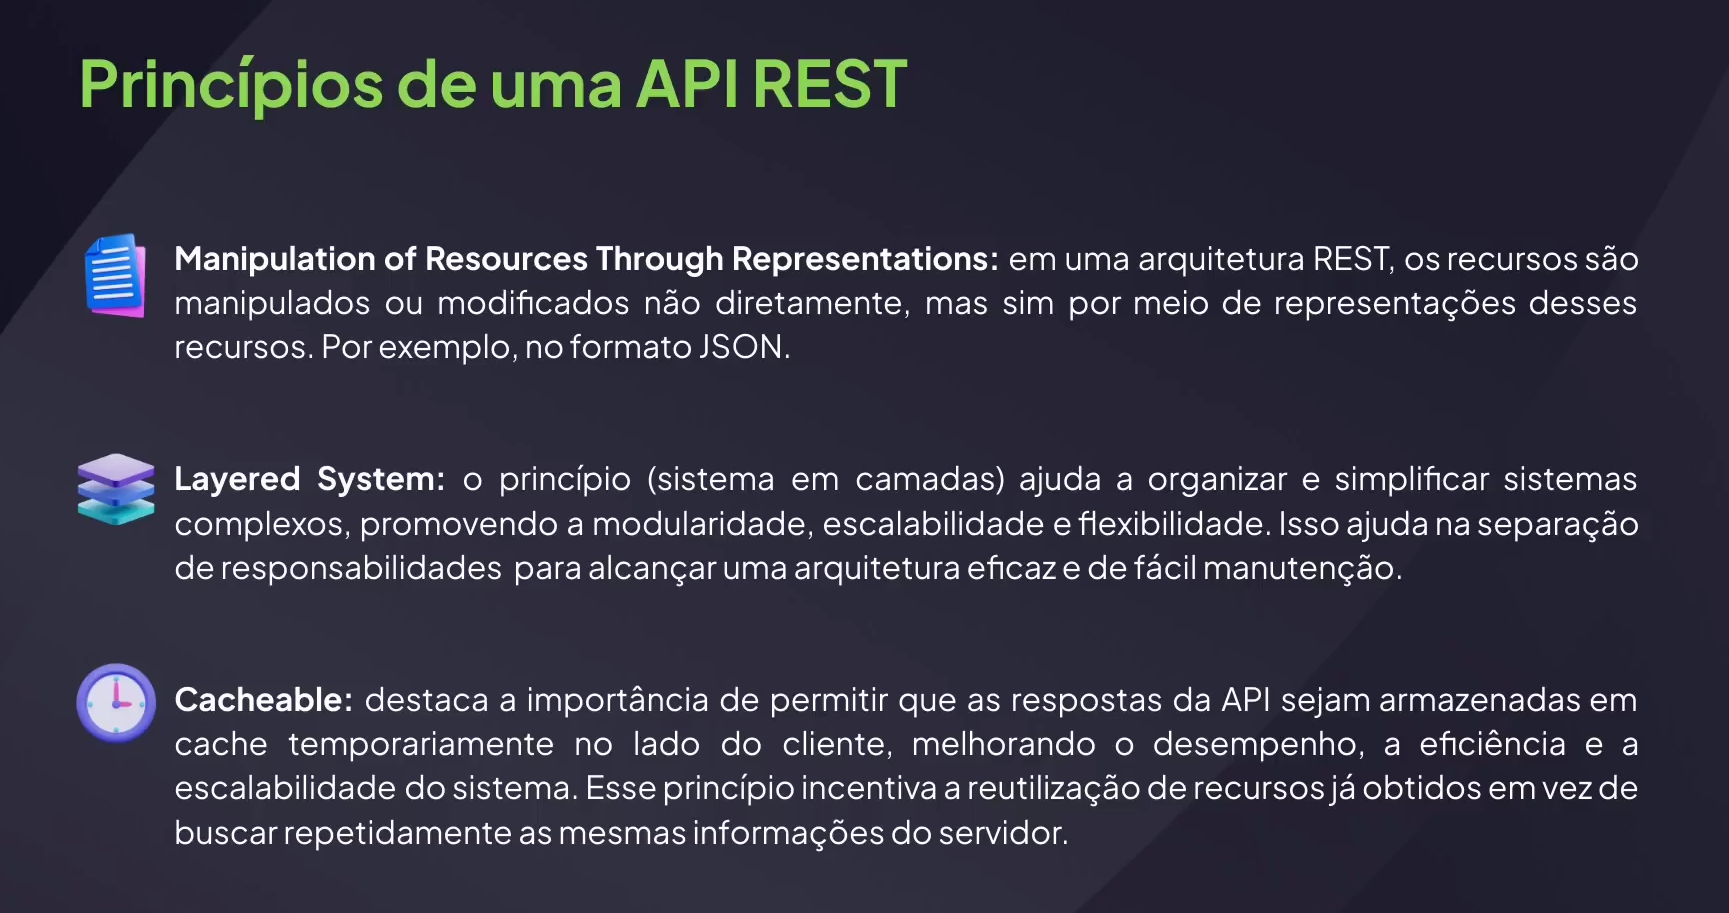 Princípios de uma API REST
Manipulation of Resources Through Representations: em uma arquitetura REST, os recursos são
manipulados ou modificados não diretamente, mas sim por meio de representações desses
recursos. Por exemplo, no formato JSON.
Layered System: o princípio (sistema em camadas) ajuda a organizar e simplificar sistemas
complexos, promovendo a modularidade, escalabilidade e flexibilidade. Isso ajuda na separação
de responsabilidades para alcançar uma arquitetura eficaz e de fácil manutenção.
Cacheable: destaca a importância de permitir que as respostas da API sejam armazenadas em
cache temporariamente no lado do cliente, melhorando o desempenho, a eficiência e a
escalabilidade do sistema. Esse princípio incentiva a reutilização de recursos já obtidos em vez de
buscar repetidamente as mesmas informações do servidor.